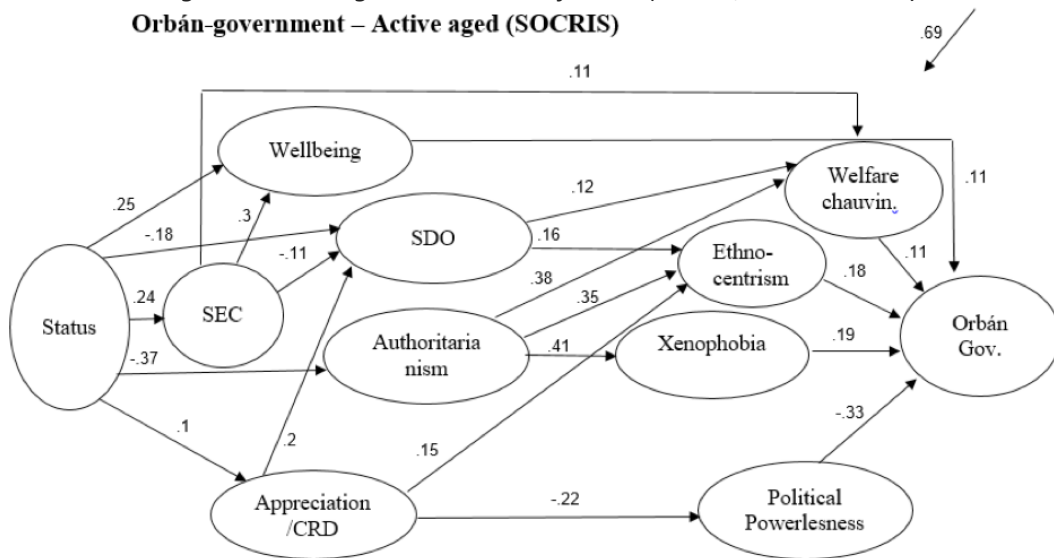 Orbán-government – Active aged (SOCRIS)
.69
.11
Wellbeing
Welfare
chauvin.
.25
.3
.12
.11
-.18
SDO
-.11
.16
Ethno-
centrism
.11
.38
.18
Status
.24
SEC
.35
Orbán
Gov.
-.37
Authoritaria
nism
.41
Xenophobia
.19
.1
.2
.15
-.33
Appreciation
/CRD
-.22
Political
Powerlesness